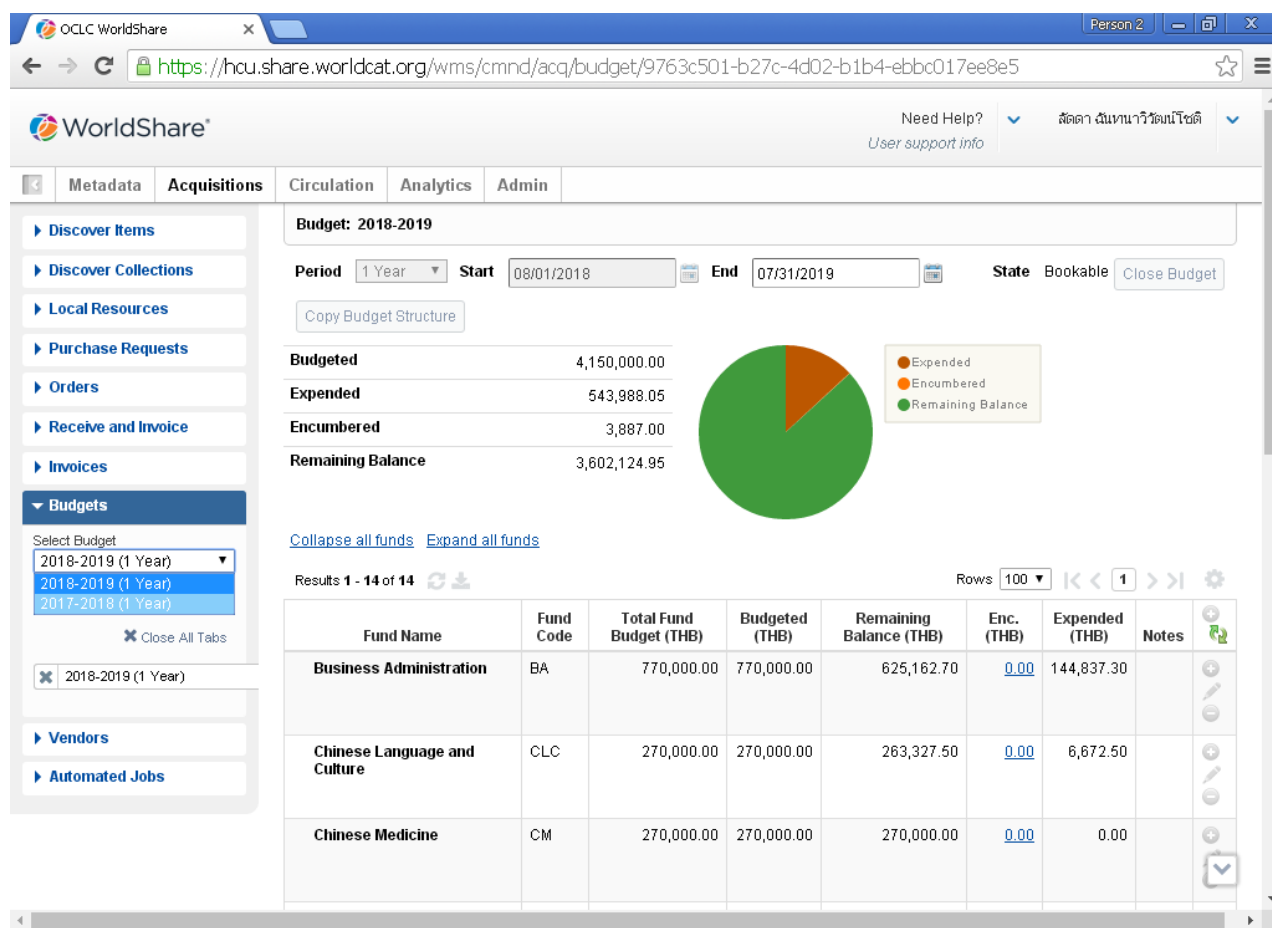 OCLC WorldShare
Person 2
https://hcu.share.worldcat.org/wms/cmnd/acq/budget/9763c501-b27c-4d02-b1b4-ebbc017ee8e5
WorldShare®
Need Help?
User support info
ลัดดา ฉันทนาวิวัฒน์โชติ
Metadata Acquisitions Circulation Analytics Admin
Discover Items
Discover Collections
Local Resources
Purchase Requests
Orders
Receive and Invoice
Invoices
Budgets
Select Budget
2018-2019 (1 Year)
2018-2019 (1 Year)
2017-2018 (1 Year)
Close All Tabs
2018-2019 (1 Year)
Vendors
Automated Jobs
Budget: 2018-2019
Period 1 Year Start 08/01/2018 End 07/31/2019 State Bookable Close Budget
Copy Budget Structure
Budgeted 4,150,000.00
Expended 543,988.05
Encumbered 3,887.00
Remaining Balance 3,602,124.95
Expended
Encumbered
Remaining Balance
Collapse all funds Expand all funds
Results 1 - 14 of 14 Rows 100 1
Fund Name Fund Code Total Fund Budget (THB) Budgeted (THB) Remaining Balance (THB) Enc. (THB) Expended (THB) Notes
Business Administration BA 770,000.00 770,000.00 625,162.70 0.00 144,837.30
Chinese Language and Culture CLC 270,000.00 270,000.00 263,327.50 0.00 6,672.50
Chinese Medicine CM 270,000.00 270,000.00 270,000.00 0.00 0.00